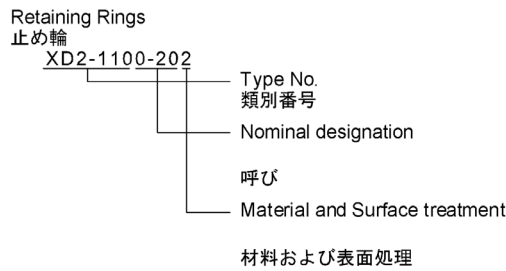 Retaining Rings
止め輪
XD2-1100-202
Type No.
類別番号
Nominal designation
呼び
Material and Surface treatment
材料および表面処理